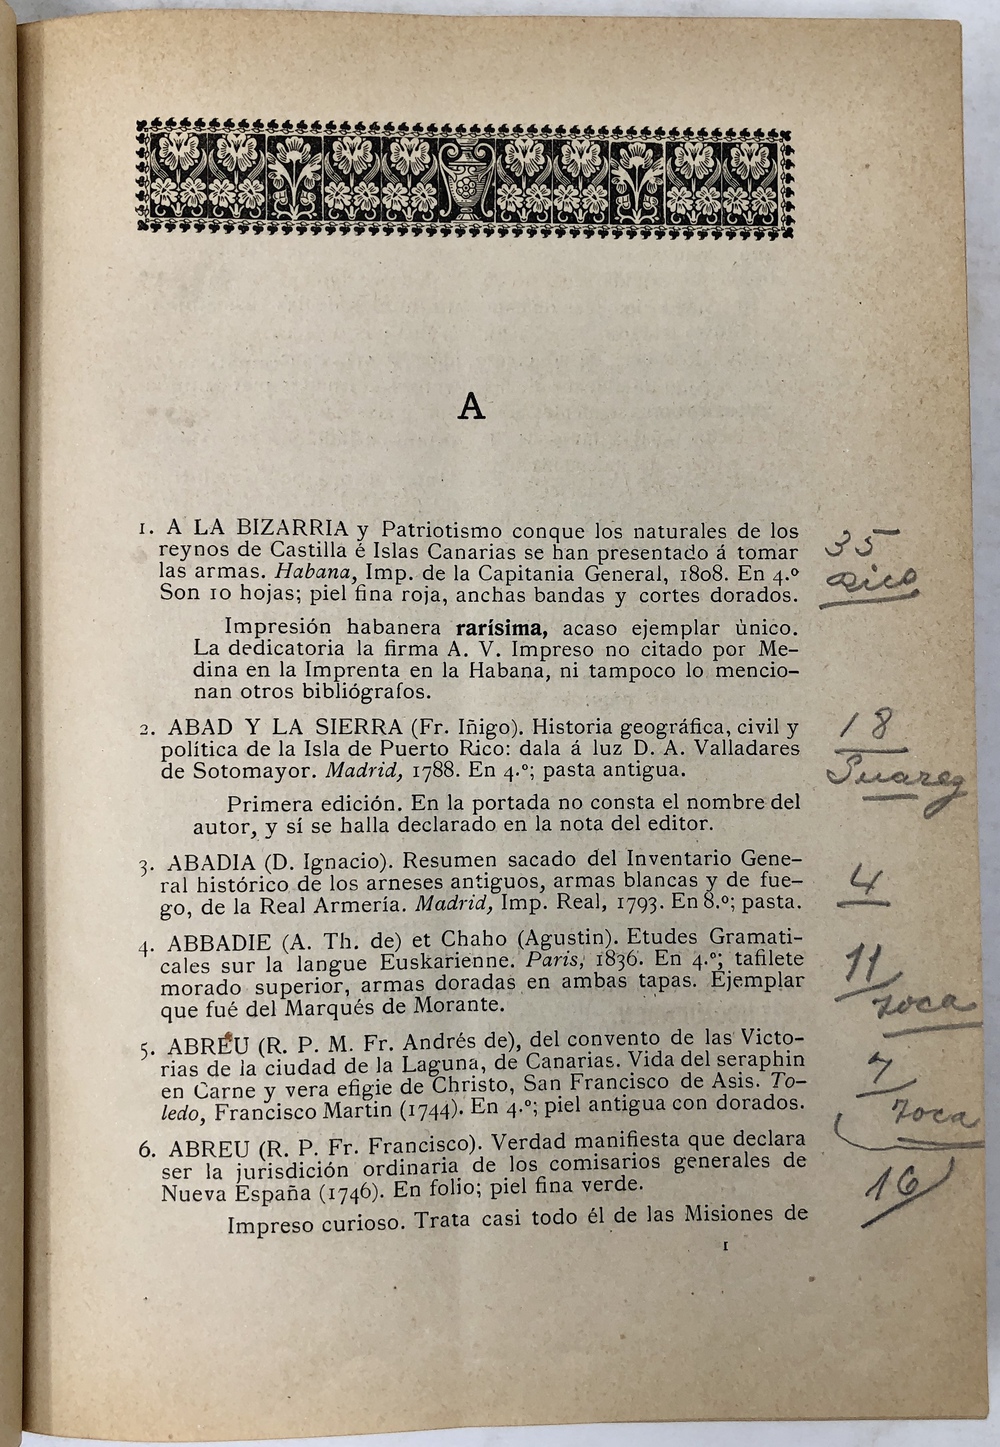 A
1. A LA BIZARRIA y Patriotismo conque los naturales de los
reynos de Castilla é Islas Canarias se han presentado á tomar
las armas. Habana, Imp. de la Capitania General, 1808. En 4.º
Son 10 hojas; piel fina roja, anchas bandas y cortes dorados.
35
Rico
Impresión habanera rarísima, acaso ejemplar único.
La dedicatoria la firma A. V. Impreso no citado por Me-
dina en la Imprenta en la Habana, ni tampoco lo mencio-
nan otros bibliógrafos.
2. ABAD Y LA SIERRA (Fr. Iñigo). Historia geográfica, civil y
política de la Isla de Puerto Rico: dala á luz D. A. Valladares
de Sotomayor. Madrid, 1788. En 4.º; pasta antigua.
18
Suarez
Primera edición. En la portada no consta el nombre del
autor, y sí se halla declarado en la nota del editor.
3. ABADIA (D. Ignacio). Resumen sacado del Inventario Gene-
ral histórico de los arneses antiguos, armas blancas y de fue-
go, de la Real Armería. Madrid, Imp. Real, 1793. En 8.º; pasta.
4
4. ABBADIE (A. Th. de) et Chaho (Agustin). Etudes Gramati-
cales sur la langue Euskarienne. Paris, 1836. En 4.º; tafilete
morado superior, armas doradas en ambas tapas. Ejemplar
que fué del Marqués de Morante.
11
Toca
5. ABREU (R. P. M. Fr. Andrés de), del convento de las Victo-
rias de la ciudad de la Laguna, de Canarias. Vida del seraphin
en Carne y vera efigie de Christo, San Francisco de Asis. To-
ledo, Francisco Martin (1744). En 4.º; piel antigua con dorados.
7
Toca
6. ABREU (R. P. Fr. Francisco). Verdad manifiesta que declara
ser la jurisdición ordinaria de los comisarios generales de
Nueva España (1746). En folio; piel fina verde.
16
Impreso curioso. Trata casi todo él de las Misiones de
1